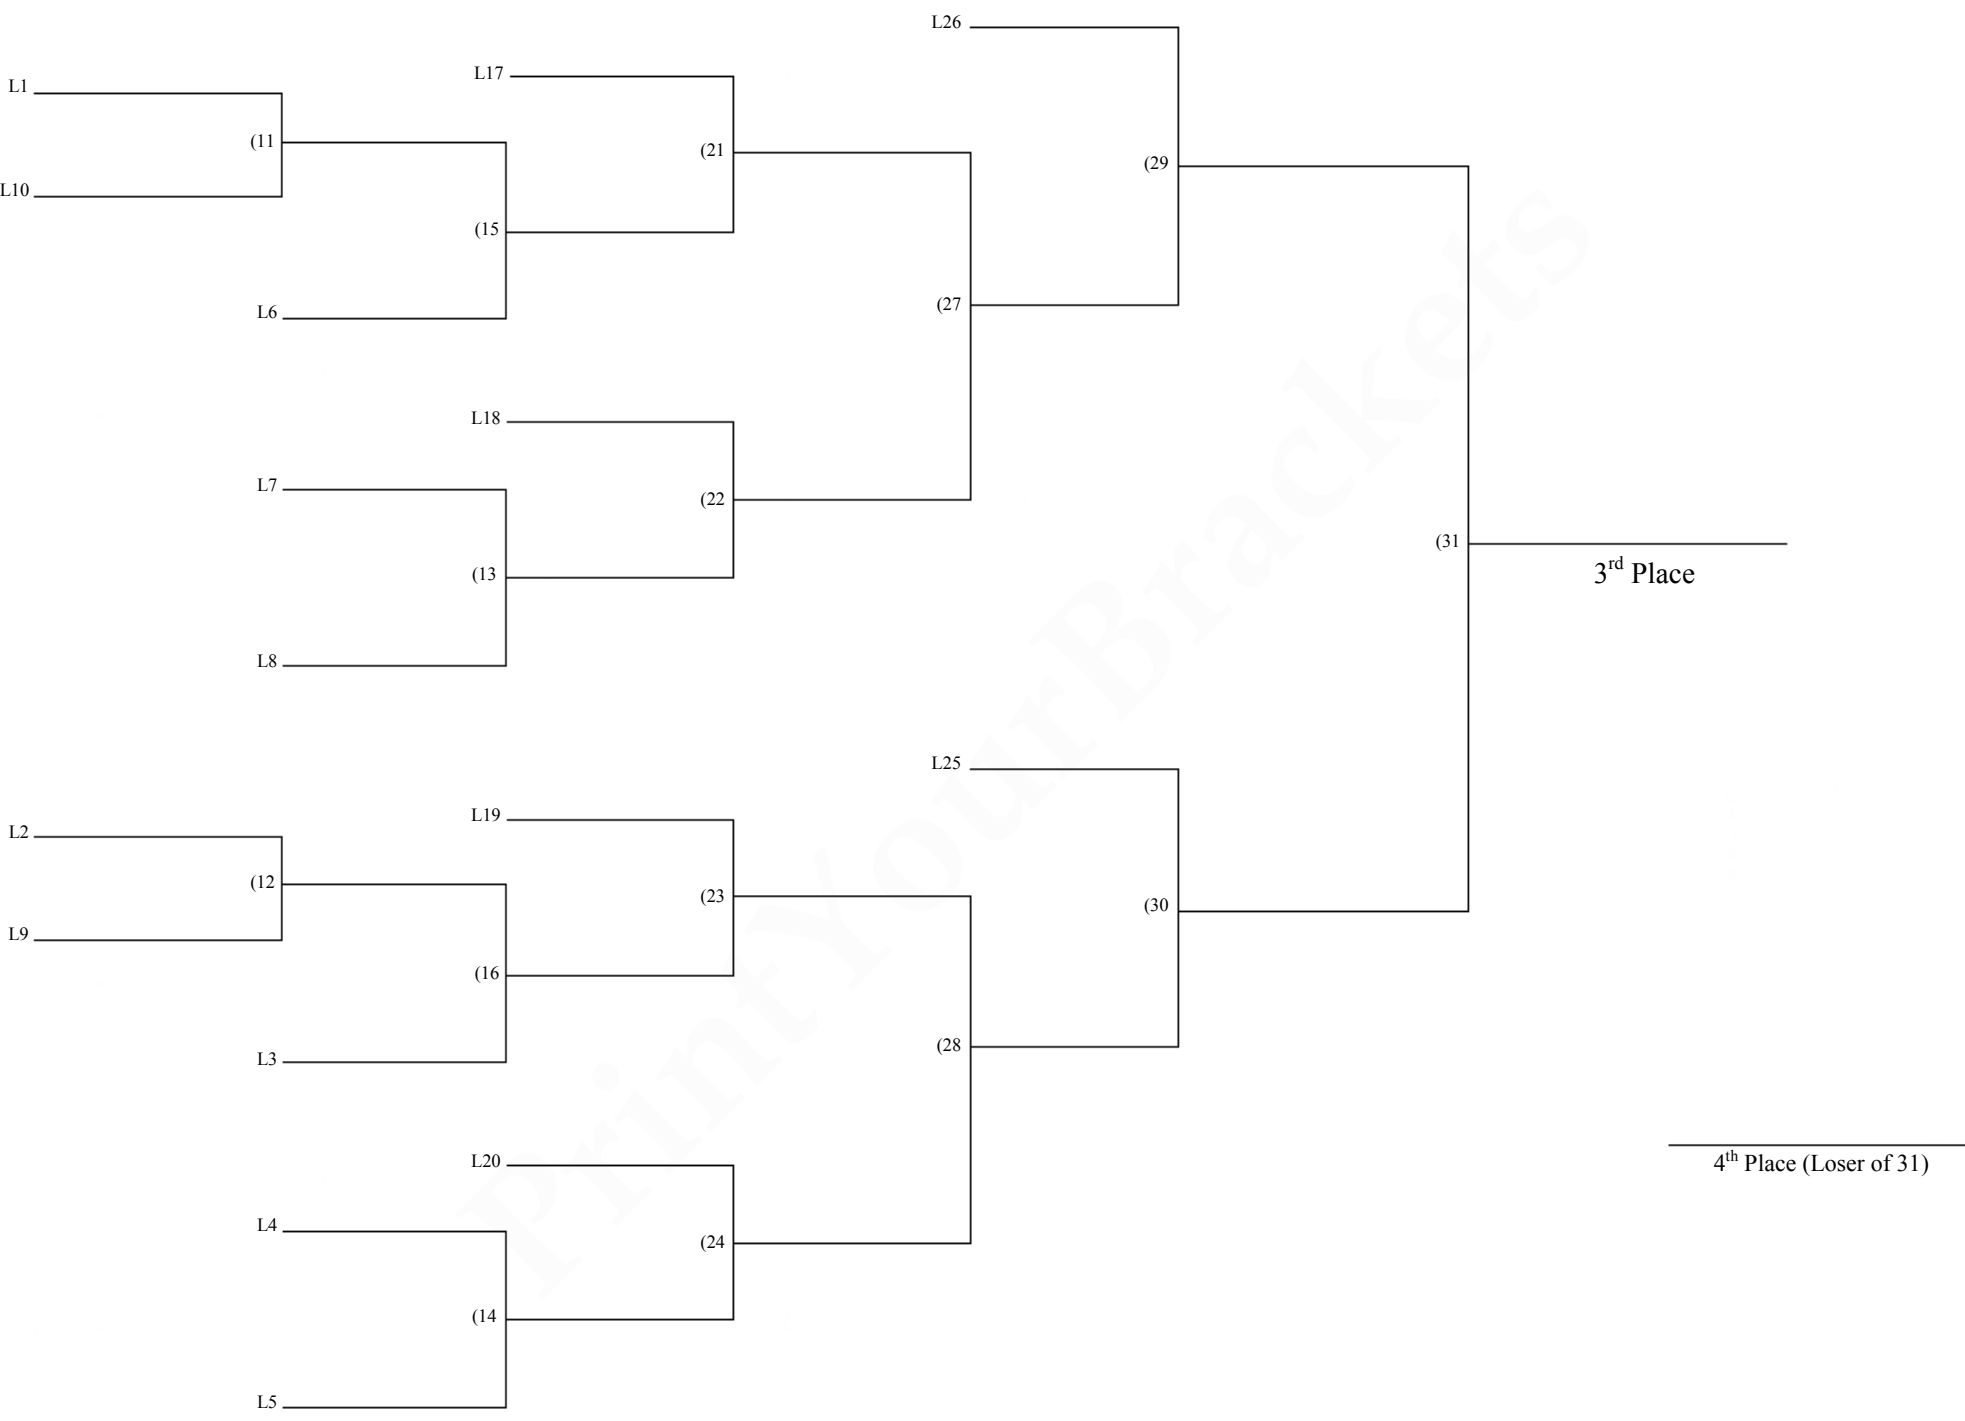 L26
L17
L1
(11
(21
(29
L10
(15
(27
L6
L18
L7
(22
(31
3rd Place
(13
L8
L25
L19
L2
(12
(23
(30
L9
(16
(28
L3
L20
4th Place (Loser of 31)
L4
(24
(14
L5
PrintYourBrackets